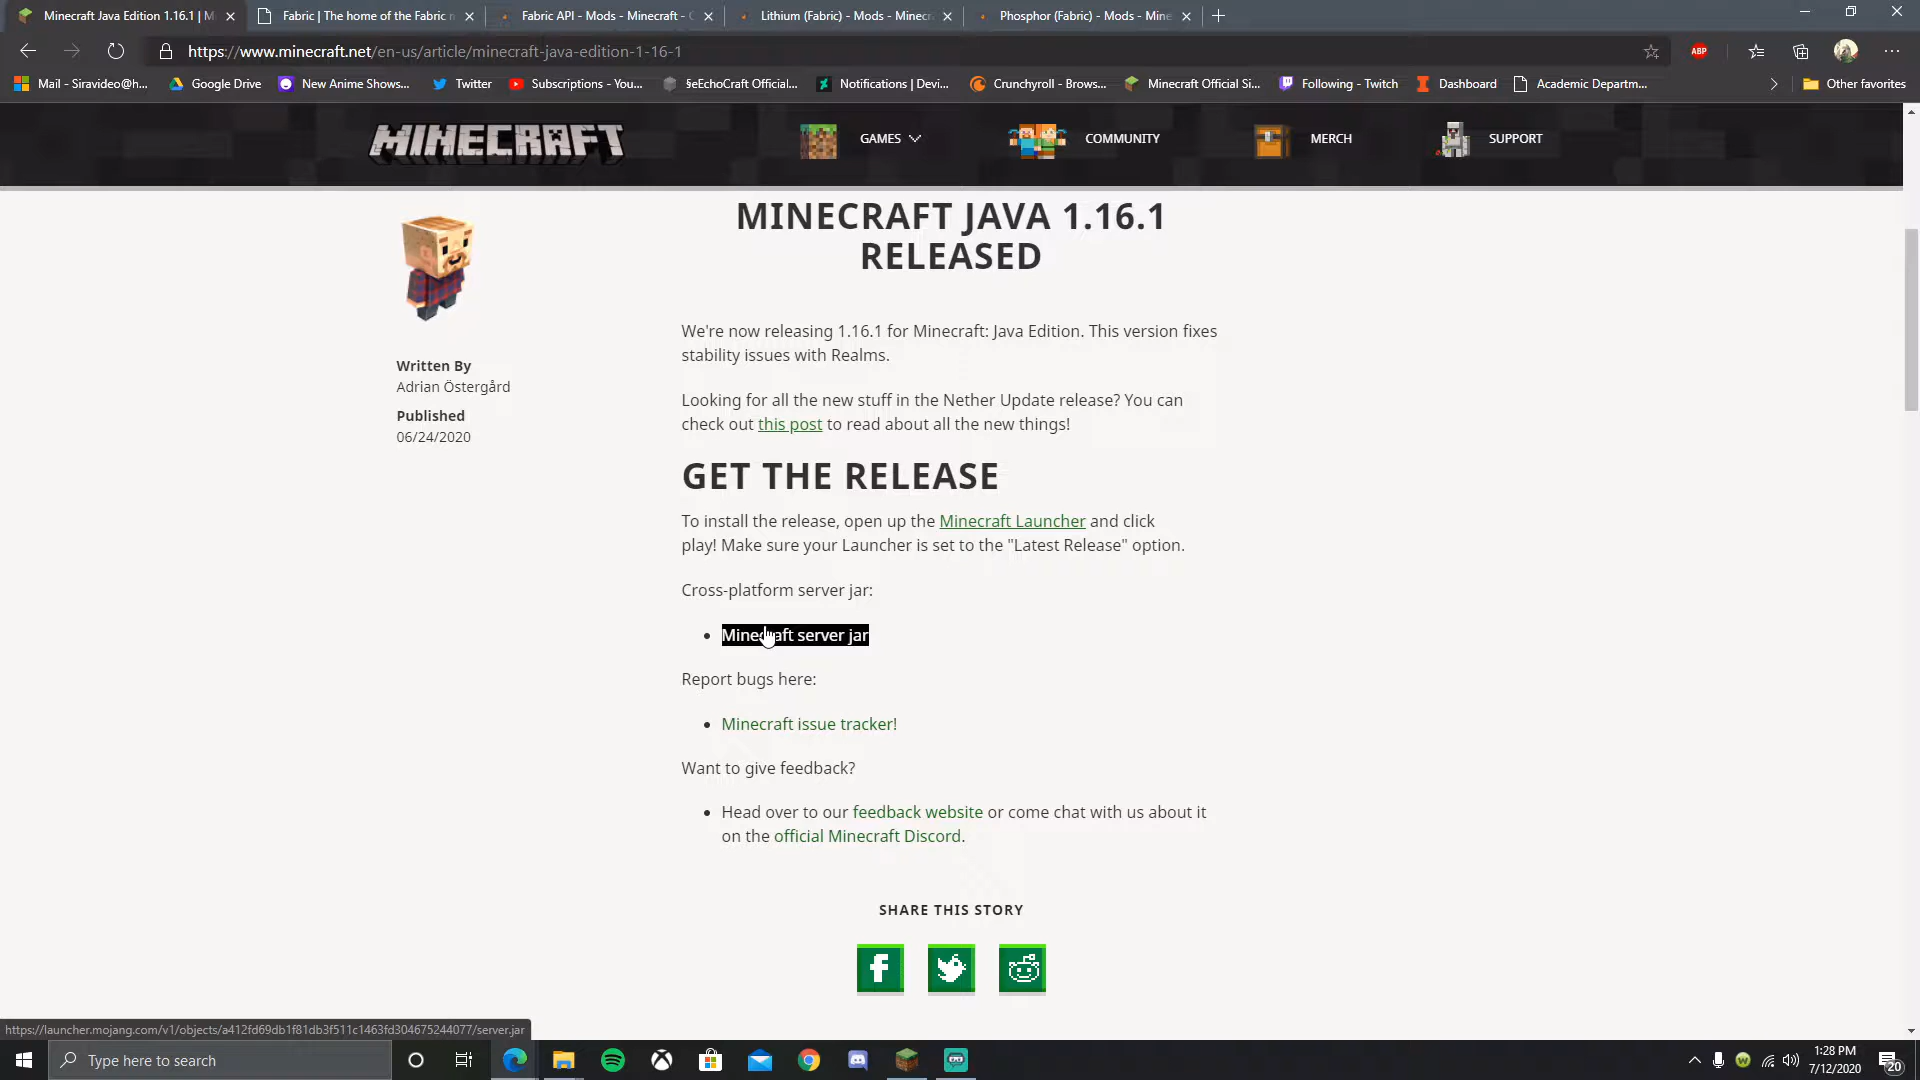 Minecraft Java Edition 1.16.1 | M
Fabric | The home of the Fabric
Fabric API - Mods - Minecraft -
Lithium (Fabric) - Mods - Minecr
Phosphor (Fabric) - Mods - Mine
https://www.minecraft.net/en-us/article/minecraft-java-edition-1-16-1
ABP
Mail - Siravideo@h...
Google Drive
New Anime Shows...
Twitter
Subscriptions - You...
§eEchoCraft Official...
Notifications | Devi...
Crunchyroll - Brows...
Minecraft Official Si...
Following - Twitch
Dashboard
Academic Departm...
Other favorites
MINECRAFT
GAMES
COMMUNITY
MERCH
SUPPORT
MINECRAFT JAVA 1.16.1
RELEASED
Written By
Adrian Östergård
Published
06/24/2020
We're now releasing 1.16.1 for Minecraft: Java Edition. This version fixes
stability issues with Realms.
Looking for all the new stuff in the Nether Update release? You can
check out this post to read about all the new things!
GET THE RELEASE
To install the release, open up the Minecraft Launcher and click
play! Make sure your Launcher is set to the "Latest Release" option.
Cross-platform server jar:
• Minecraft server jar
Report bugs here:
• Minecraft issue tracker!
Want to give feedback?
• Head over to our feedback website or come chat with us about it
on the official Minecraft Discord.
SHARE THIS STORY
https://launcher.mojang.com/v1/objects/a412fd69db1f81db3f511c1463fd304675244077/server.jar
Type here to search
1:28 PM
7/12/2020
20